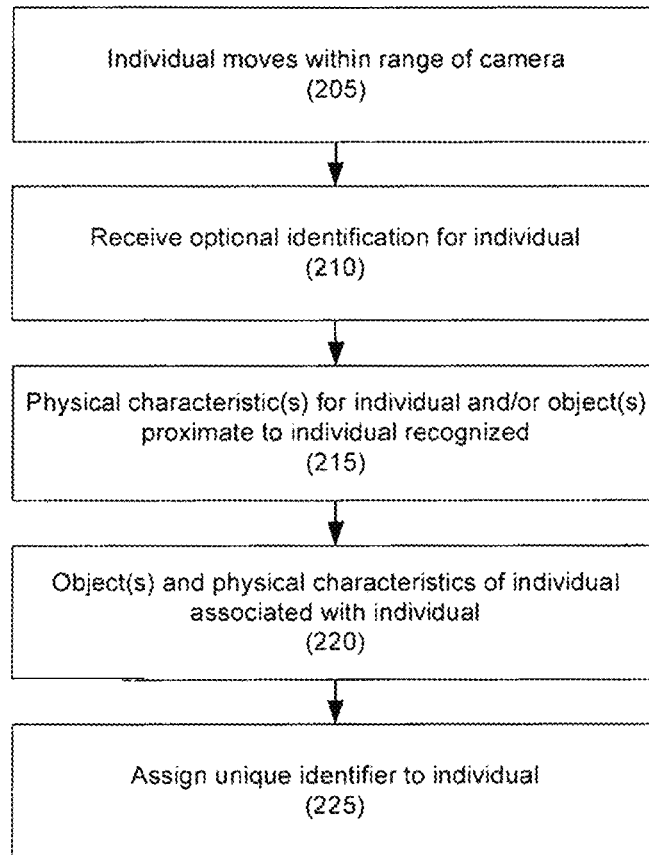 Individual moves within range of camera
(205)
Receive optional identification for individual
(210)
Physical characteristic(s) for individual and/or object(s)
proximate to individual recognized
(215)
Object(s) and physical characteristics of individual
associated with individual
(220)
Assign unique identifier to individual
(225)